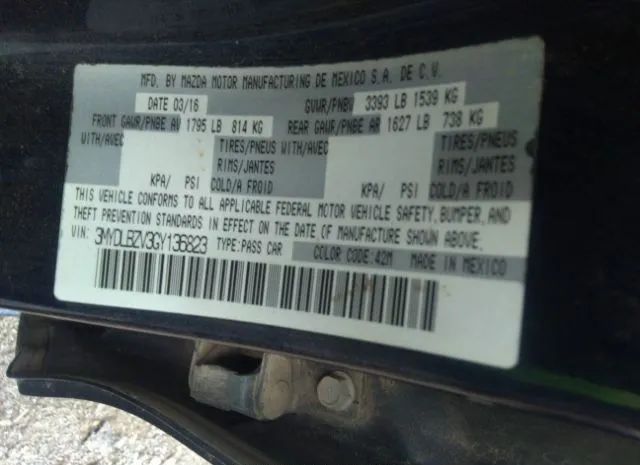 MFD. BY MAZDA MOTOR MANUFACTURING DE MEXICO S.A. DE C.V.
DATE 03/16 GVWR/PNBV 3393 LB 1539 KG
FRONT GAWR/PNBE AV 1795 LB 814 KG REAR GAWR/PNBE AR 1627 LB 738 KG
WITH/AVEC TIRES/PNEUS WITH/AVEC TIRES/PNEUS
RIMS/JANTES RIMS/JANTES
KPA/ PSI COLD/A FROID KPA/ PSI COLD/A FROID
THIS VEHICLE CONFORMS TO ALL APPLICABLE FEDERAL MOTOR VEHICLE SAFETY, BUMPER, AND
THEFT PREVENTION STANDARDS IN EFFECT ON THE DATE OF MANUFACTURE SHOWN ABOVE.
VIN: 3MYDLBZV3GY136823 TYPE:PASS CAR COLOR CODE:42M MADE IN MEXICO